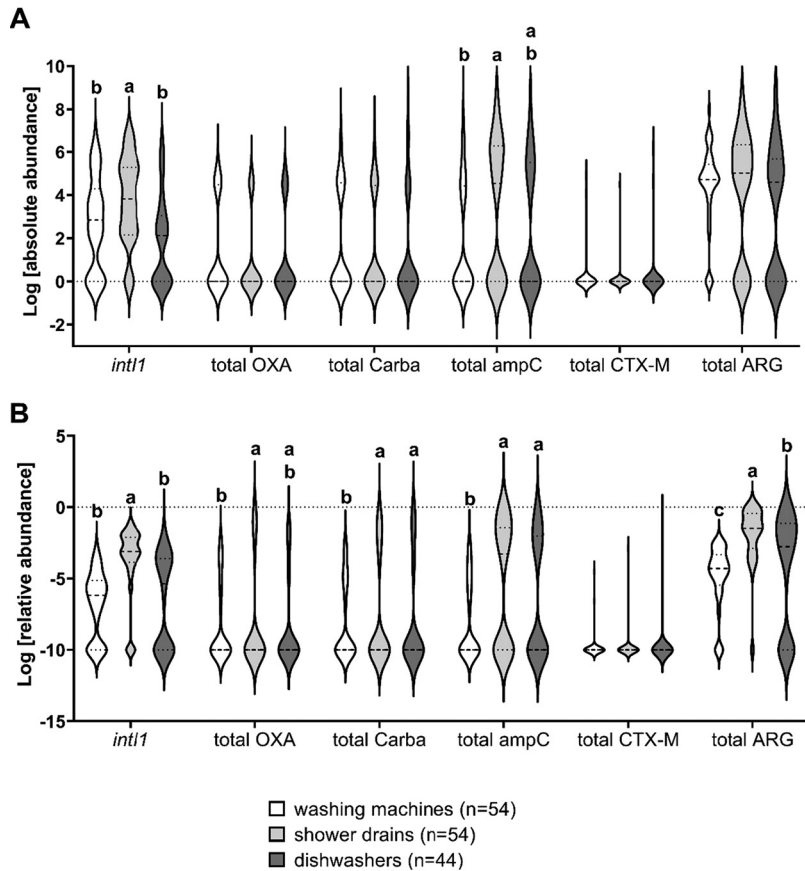 A
Log [absolute abundance]
10
8
6
4
2
0
-2
b a b
b a a b
intI1 total OXA total Carba total ampC total CTX-M total ARG
B
Log [relative abundance]
5
0
-5
-10
-15
b a b
b a a b
b a a
b a a
c a b
intI1 total OXA total Carba total ampC total CTX-M total ARG
washing machines (n=54)
shower drains (n=54)
dishwashers (n=44)